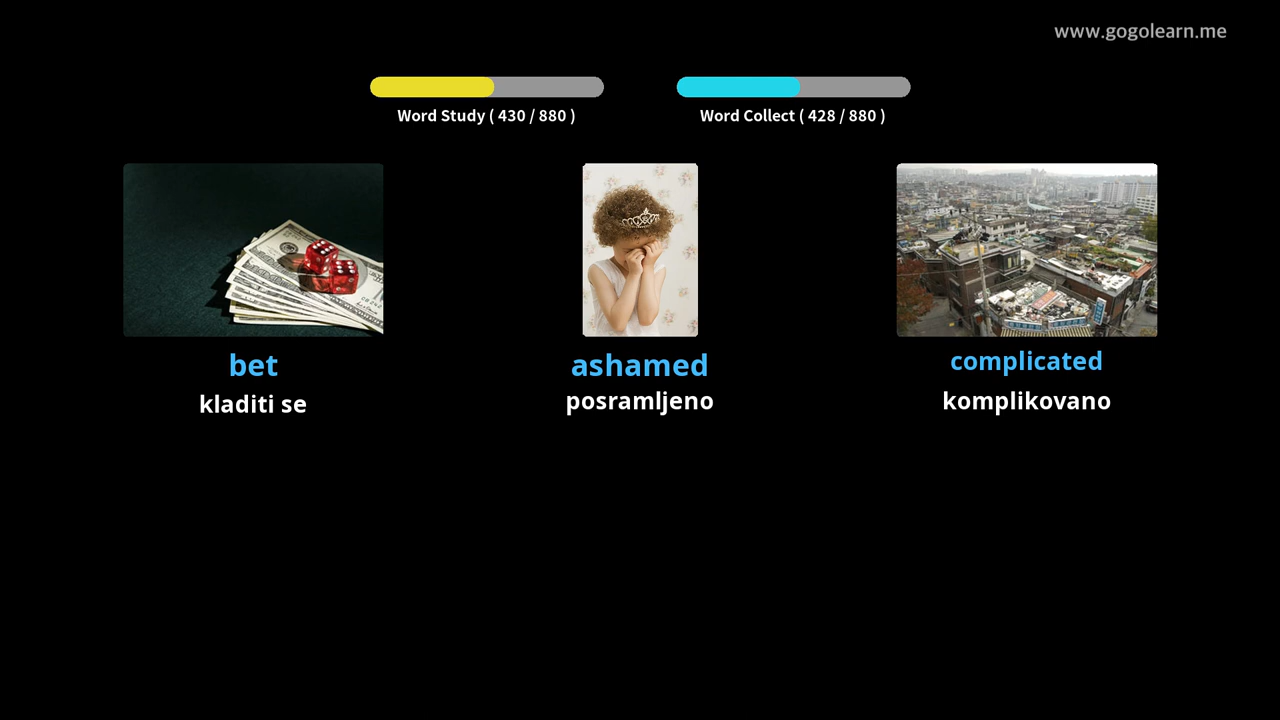 www.gogolearn.me
Word Study ( 430 / 880 )
Word Collect ( 428 / 880 )
bet
ashamed
complicated
kladiti se
posramljeno
komplikovano